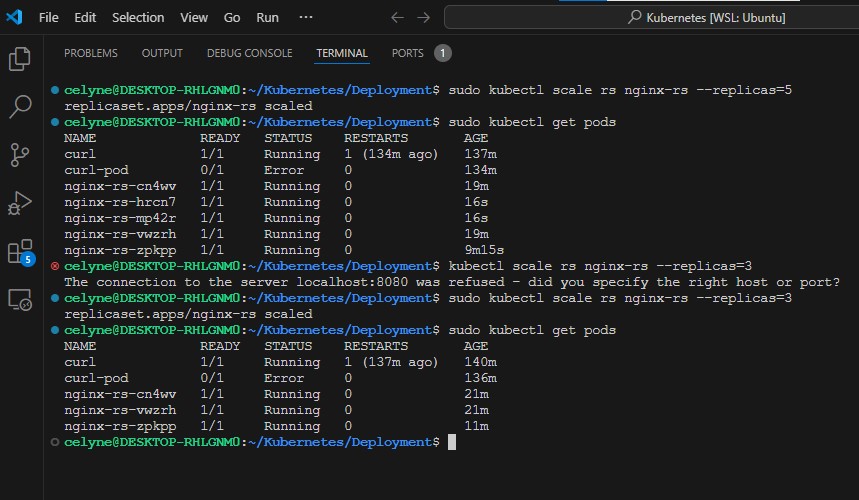 File Edit Selection View Go Run ··· ← → Kubernetes [WSL: Ubuntu]
PROBLEMS OUTPUT DEBUG CONSOLE TERMINAL PORTS 1
celyne@DESKTOP-RHLGNM0:~/Kubernetes/Deployment$ sudo kubectl scale rs nginx-rs --replicas=5
replicaset.apps/nginx-rs scaled
celyne@DESKTOP-RHLGNM0:~/Kubernetes/Deployment$ sudo kubectl get pods
NAME READY STATUS RESTARTS AGE
curl 1/1 Running 1 (134m ago) 137m
curl-pod 0/1 Error 0 134m
nginx-rs-cn4wv 1/1 Running 0 19m
nginx-rs-hrcn7 1/1 Running 0 16s
nginx-rs-mp42r 1/1 Running 0 16s
nginx-rs-vwzrh 1/1 Running 0 19m
nginx-rs-zpkpp 1/1 Running 0 9m15s
celyne@DESKTOP-RHLGNM0:~/Kubernetes/Deployment$ kubectl scale rs nginx-rs --replicas=3
The connection to the server localhost:8080 was refused - did you specify the right host or port?
celyne@DESKTOP-RHLGNM0:~/Kubernetes/Deployment$ sudo kubectl scale rs nginx-rs --replicas=3
replicaset.apps/nginx-rs scaled
celyne@DESKTOP-RHLGNM0:~/Kubernetes/Deployment$ sudo kubectl get pods
NAME READY STATUS RESTARTS AGE
curl 1/1 Running 1 (137m ago) 140m
curl-pod 0/1 Error 0 136m
nginx-rs-cn4wv 1/1 Running 0 21m
nginx-rs-vwzrh 1/1 Running 0 21m
nginx-rs-zpkpp 1/1 Running 0 11m
celyne@DESKTOP-RHLGNM0:~/Kubernetes/Deployment$
5